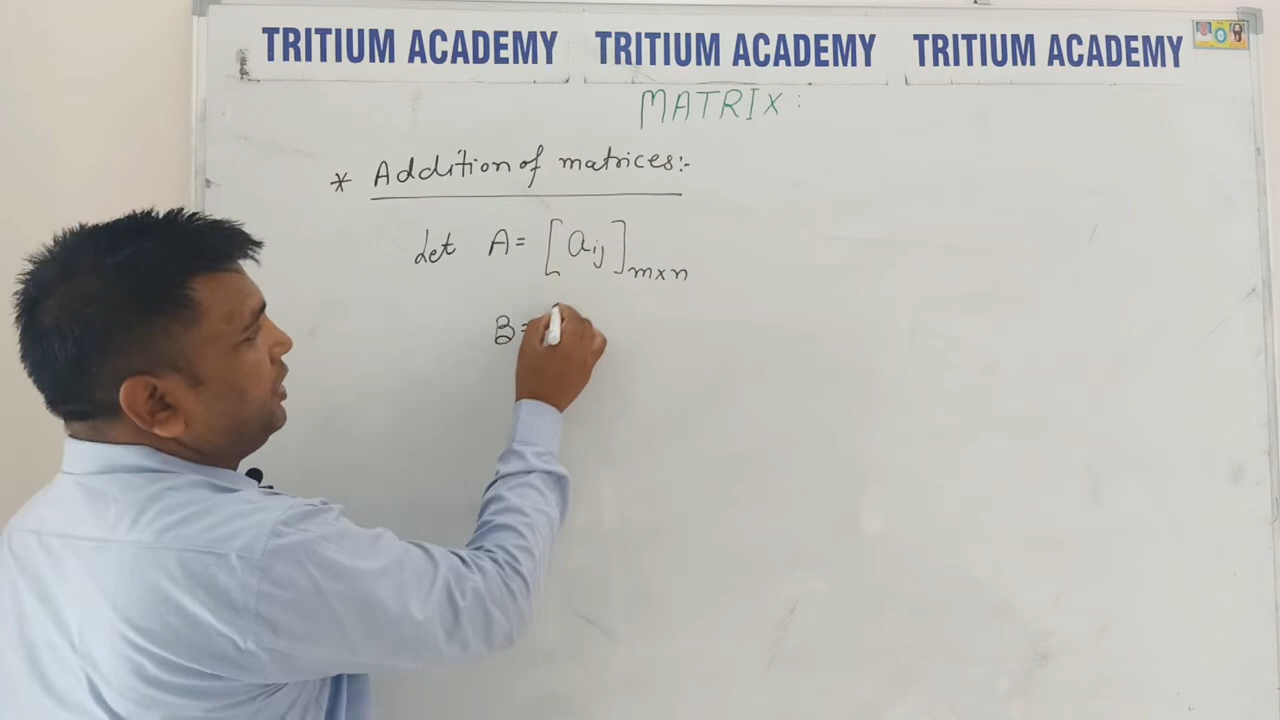 TRITIUM ACADEMY TRITIUM ACADEMY TRITIUM ACADEMY
MATRIX:
* Addition of matrices:-
Let A = [aij]m×n
B =